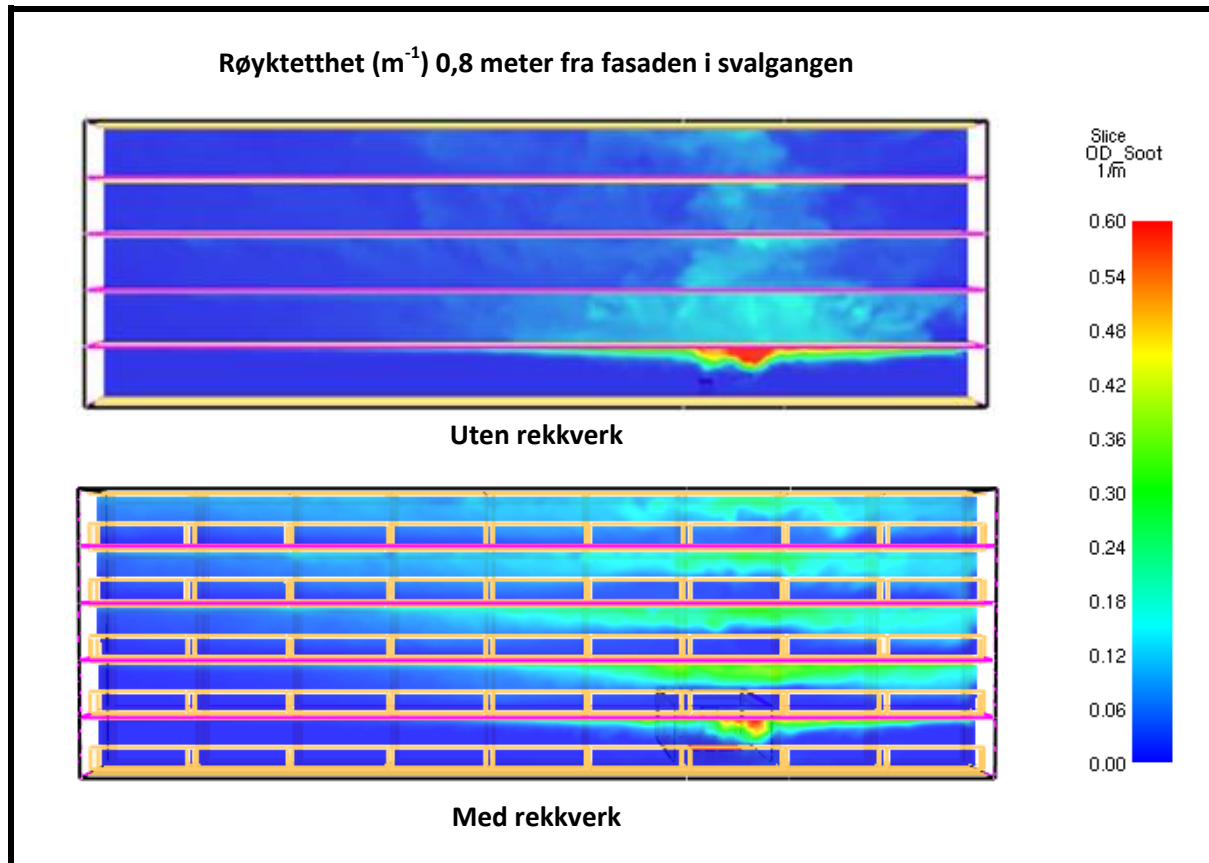 Røyktetthet (m⁻¹) 0,8 meter fra fasaden i svalgangen
Slice
OD_Soot
1/m
0.60
0.54
0.48
0.42
0.36
0.30
0.24
0.18
0.12
0.06
0.00
Uten rekkverk
Med rekkverk